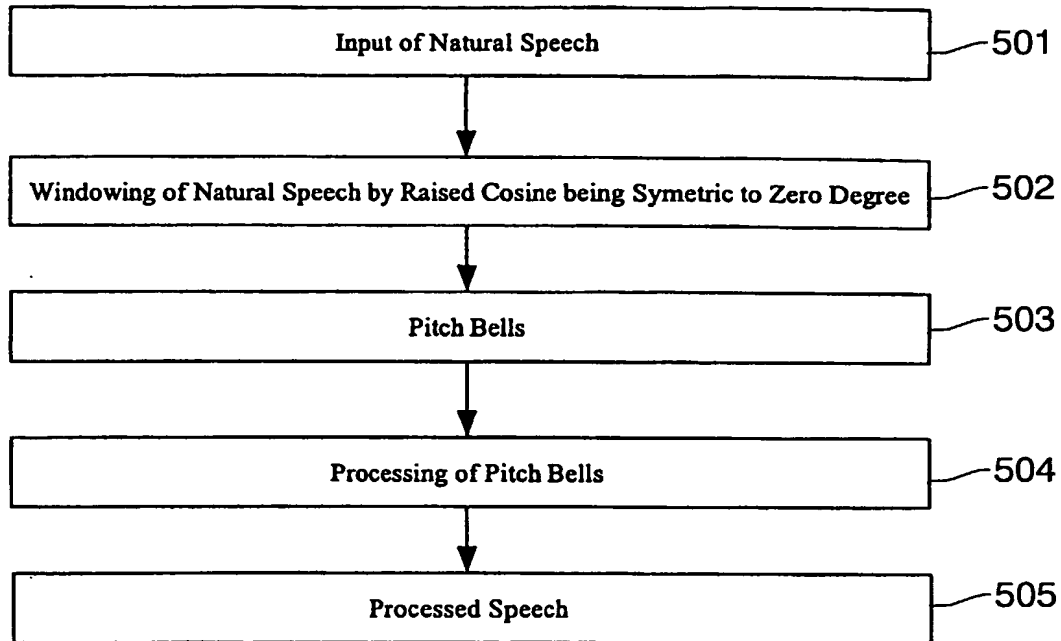 Input of Natural Speech
501
Windowing of Natural Speech by Raised Cosine being Symetric to Zero Degree
502
Pitch Bells
503
Processing of Pitch Bells
504
Processed Speech
505